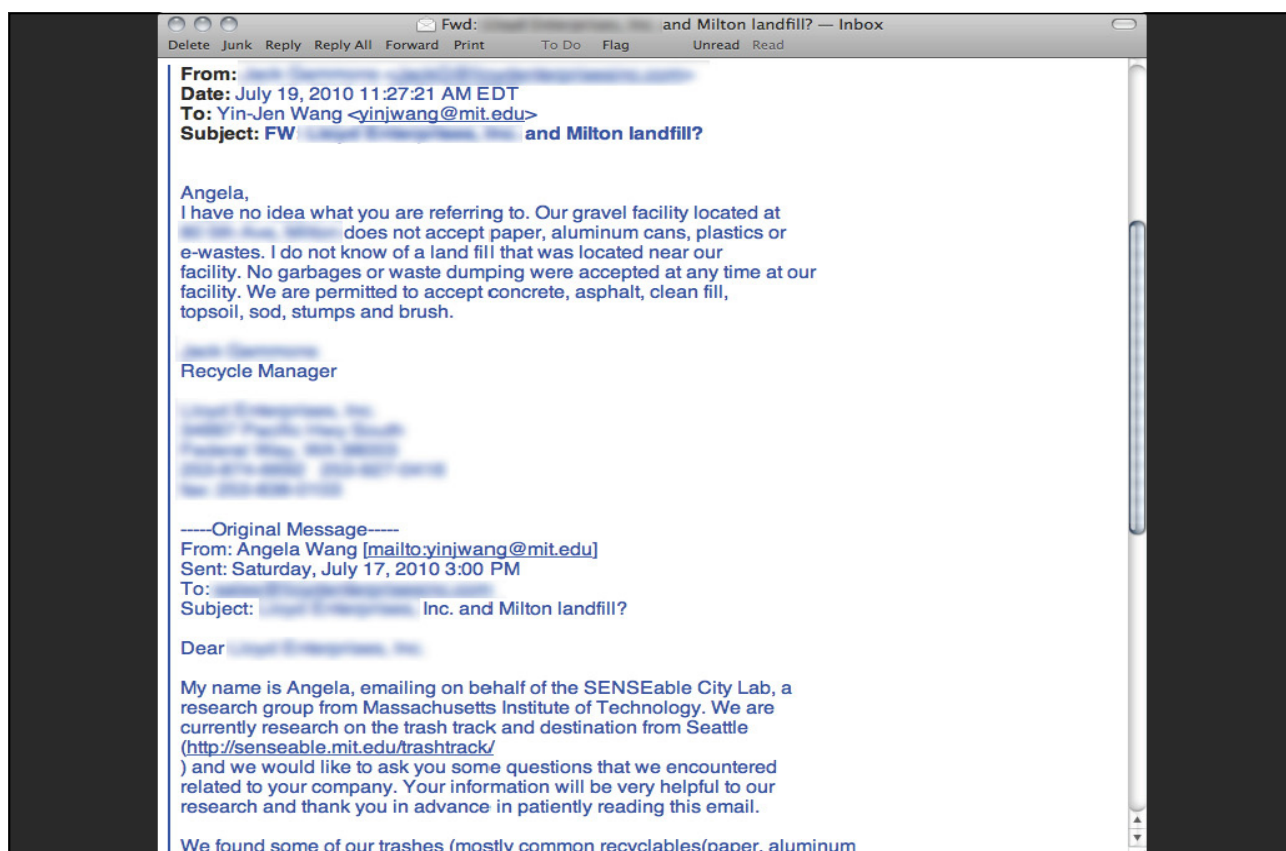 Fwd: and Milton landfill? — Inbox
Delete Junk Reply Reply All Forward Print To Do Flag Unread Read
From:
Date: July 19, 2010 11:27:21 AM EDT
To: Yin-Jen Wang <yinjwang@mit.edu>
Subject: FW and Milton landfill?
Angela,
I have no idea what you are referring to. Our gravel facility located at
does not accept paper, aluminum cans, plastics or
e-wastes. I do not know of a land fill that was located near our
facility. No garbages or waste dumping were accepted at any time at our
facility. We are permitted to accept concrete, asphalt, clean fill,
topsoil, sod, stumps and brush.
Recycle Manager
-----Original Message-----
From: Angela Wang [mailto:yinjwang@mit.edu]
Sent: Saturday, July 17, 2010 3:00 PM
To:
Subject: Inc. and Milton landfill?
Dear
My name is Angela, emailing on behalf of the SENSEable City Lab, a
research group from Massachusetts Institute of Technology. We are
currently research on the trash track and destination from Seattle
(http://senseable.mit.edu/trashtrack/
) and we would like to ask you some questions that we encountered
related to your company. Your information will be very helpful to our
research and thank you in advance in patiently reading this email.
We found some of our trashes (mostly common recyclables(paper, aluminum